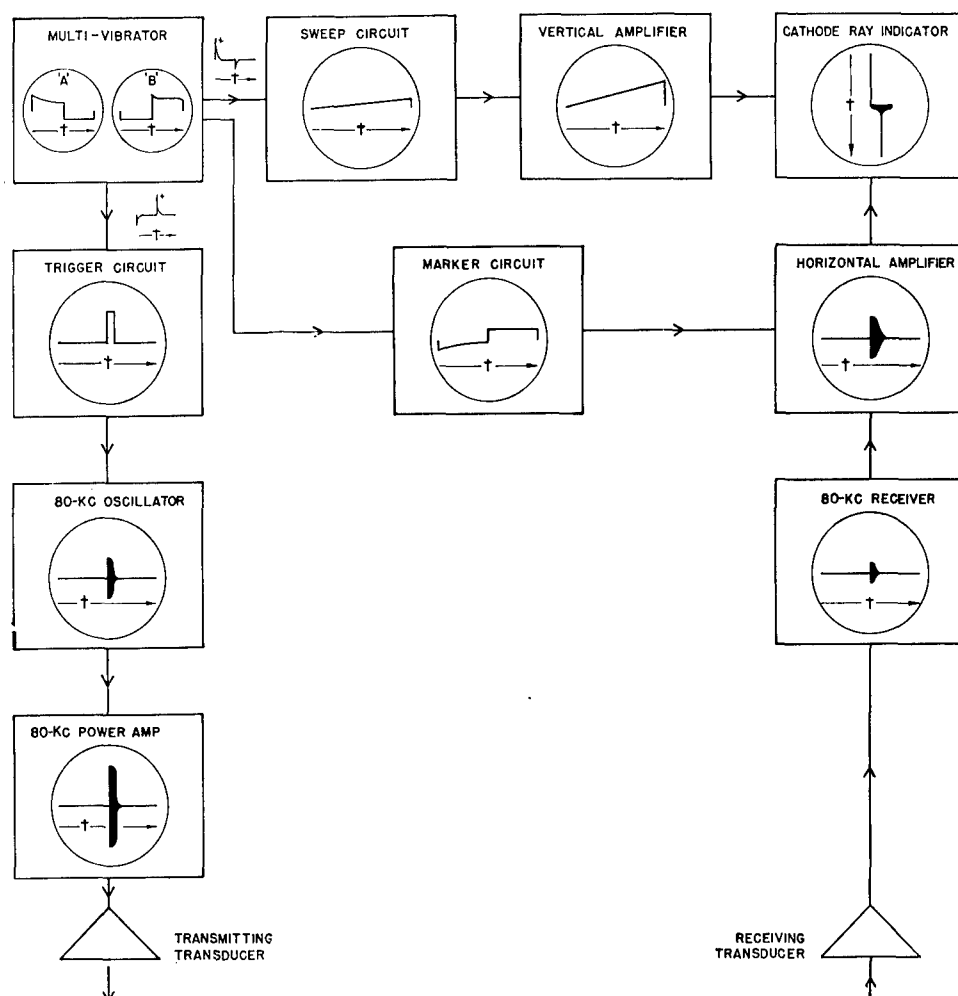 MULTI-VIBRATOR
'A' 'B'
t
t
+
t
SWEEP CIRCUIT
t
VERTICAL AMPLIFIER
t
CATHODE RAY INDICATOR
t
+
t
TRIGGER CIRCUIT
t
MARKER CIRCUIT
t
HORIZONTAL AMPLIFIER
t
80-KC OSCILLATOR
t
80-KC RECEIVER
t
80-KC POWER AMP
t
TRANSMITTING
TRANSDUCER
RECEIVING
TRANSDUCER